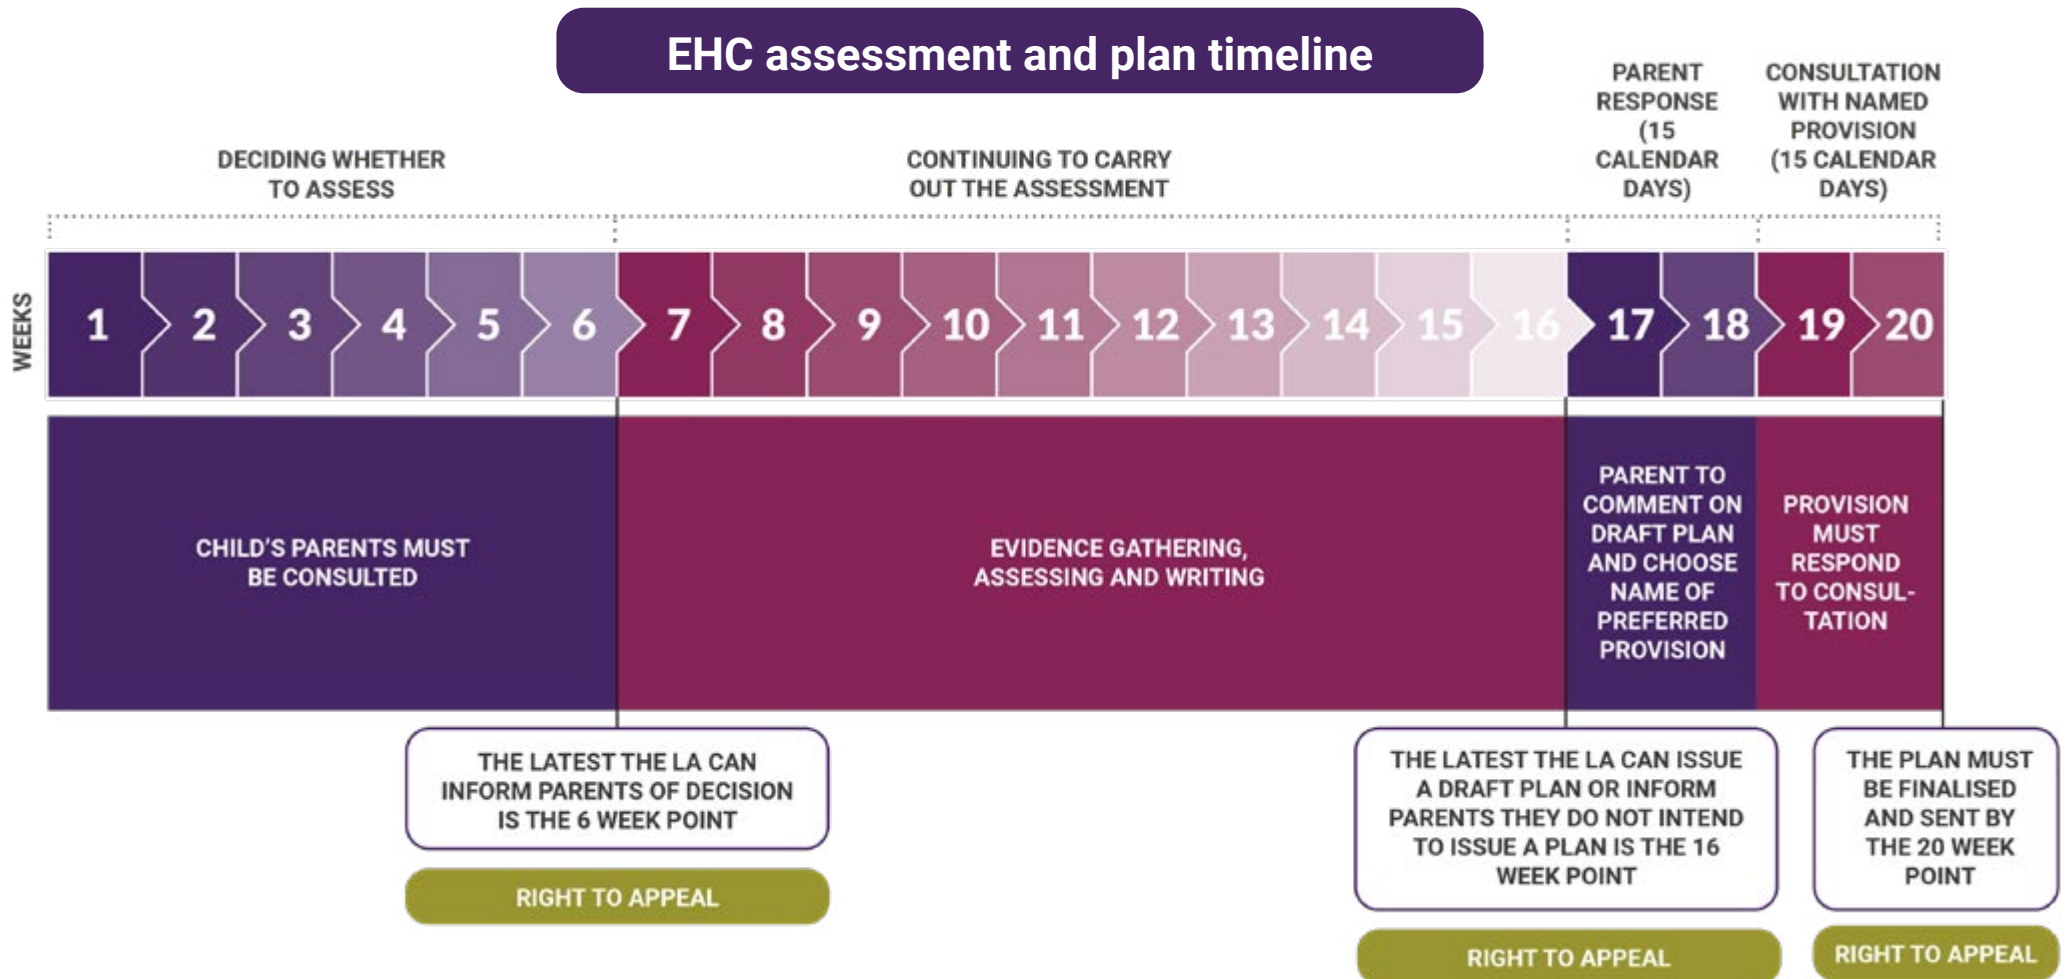 EHC assessment and plan timeline
DECIDING WHETHER
TO ASSESS
CONTINUING TO CARRY
OUT THE ASSESSMENT
PARENT
RESPONSE
(15
CALENDAR
DAYS)
CONSULTATION
WITH NAMED
PROVISION
(15 CALENDAR
DAYS)
WEEKS
1 2 3 4 5 6 7 8 9 10 11 12 13 14 15 16 17 18 19 20
CHILD'S PARENTS MUST
BE CONSULTED
EVIDENCE GATHERING,
ASSESSING AND WRITING
PARENT TO
COMMENT ON
DRAFT PLAN
AND CHOOSE
NAME OF
PREFERRED
PROVISION
PROVISION
MUST
RESPOND
TO CONSUL-
TATION
THE LATEST THE LA CAN
INFORM PARENTS OF DECISION
IS THE 6 WEEK POINT
RIGHT TO APPEAL
THE LATEST THE LA CAN ISSUE
A DRAFT PLAN OR INFORM
PARENTS THEY DO NOT INTEND
TO ISSUE A PLAN IS THE 16
WEEK POINT
RIGHT TO APPEAL
THE PLAN MUST
BE FINALISED
AND SENT BY
THE 20 WEEK
POINT
RIGHT TO APPEAL